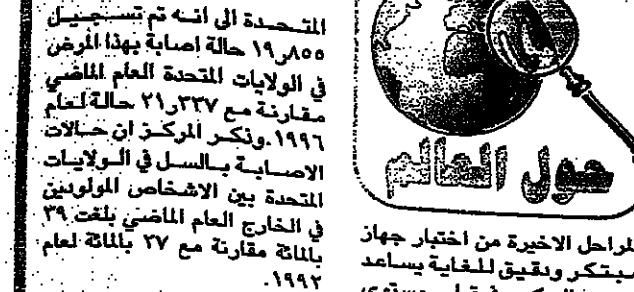 حول العالم
لمراحل الاخيرة من اختبار جهاز
مبتكر ودقيق للغاية يساعد
المتحدة الى انه تم تسجيل
١٩٫٨٥٥ حالة اصابة بهذا المرض
في الولايات المتحدة العام الماضي
مقارنة مع ٢١٫٣٣٧ حالة لعام
١٩٩٦. وذكر المركز ان حالات
الاصابة بالسل في الولايات
المتحدة بين الاشخاص المولودين
في الخارج العام الماضي بلغت ٣٩
بالمائة مقارنة مع ٢٧ بالمائة لعام
١٩٩٢.